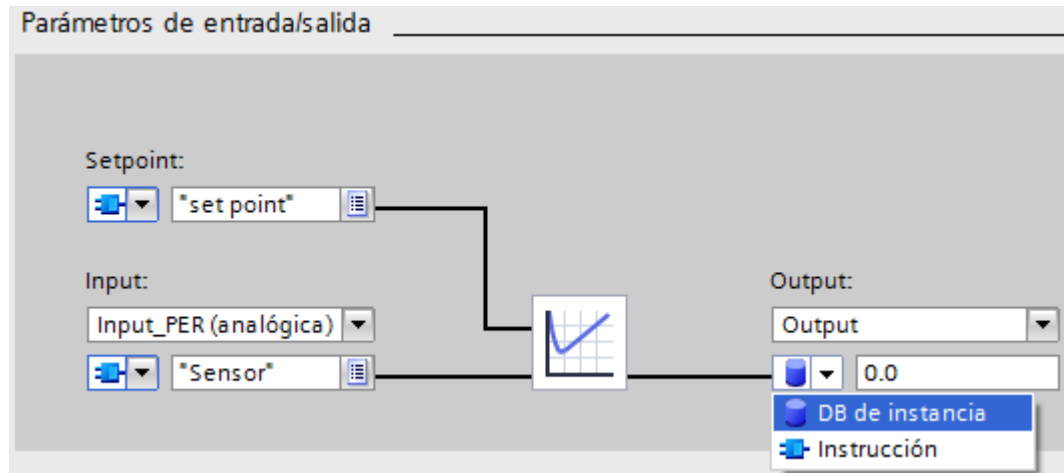 Parámetros de entrada/salida
Setpoint:
"set point"
Input:
Input_PER (analógica)
"Sensor"
Output:
Output
0.0
DB de instancia
Instrucción